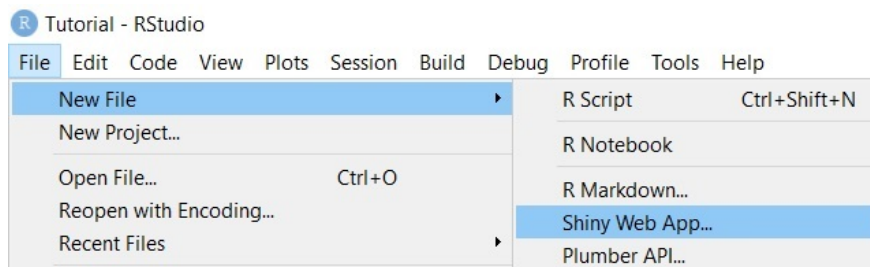 R Tutorial - RStudio
File Edit Code View Plots Session Build Debug Profile Tools Help
New File
New Project...
Open File... Ctrl+O
Reopen with Encoding...
Recent Files
R Script Ctrl+Shift+N
R Notebook
R Markdown...
Shiny Web App...
Plumber API...